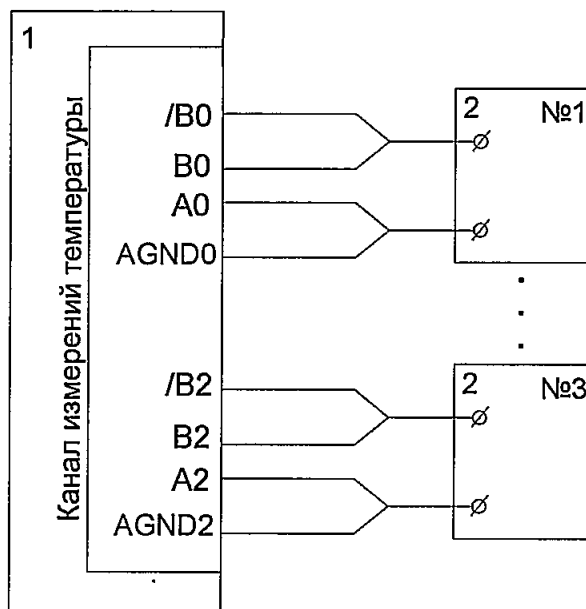 1
Канал измерений температуры
/B0
B0
A0
AGND0
2 №1
/B2
B2
A2
AGND2
2 №3